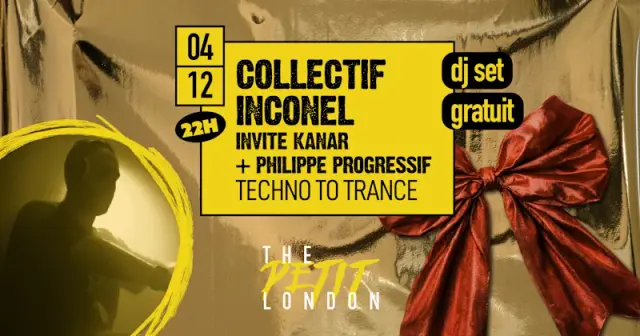 04
12
22H
COLLECTIF
INCONEL
INVITE KANAR
+ PHILIPPE PROGRESSIF
TECHNO TO TRANCE
dj set
gratuit
THE
PETIT
LONDON